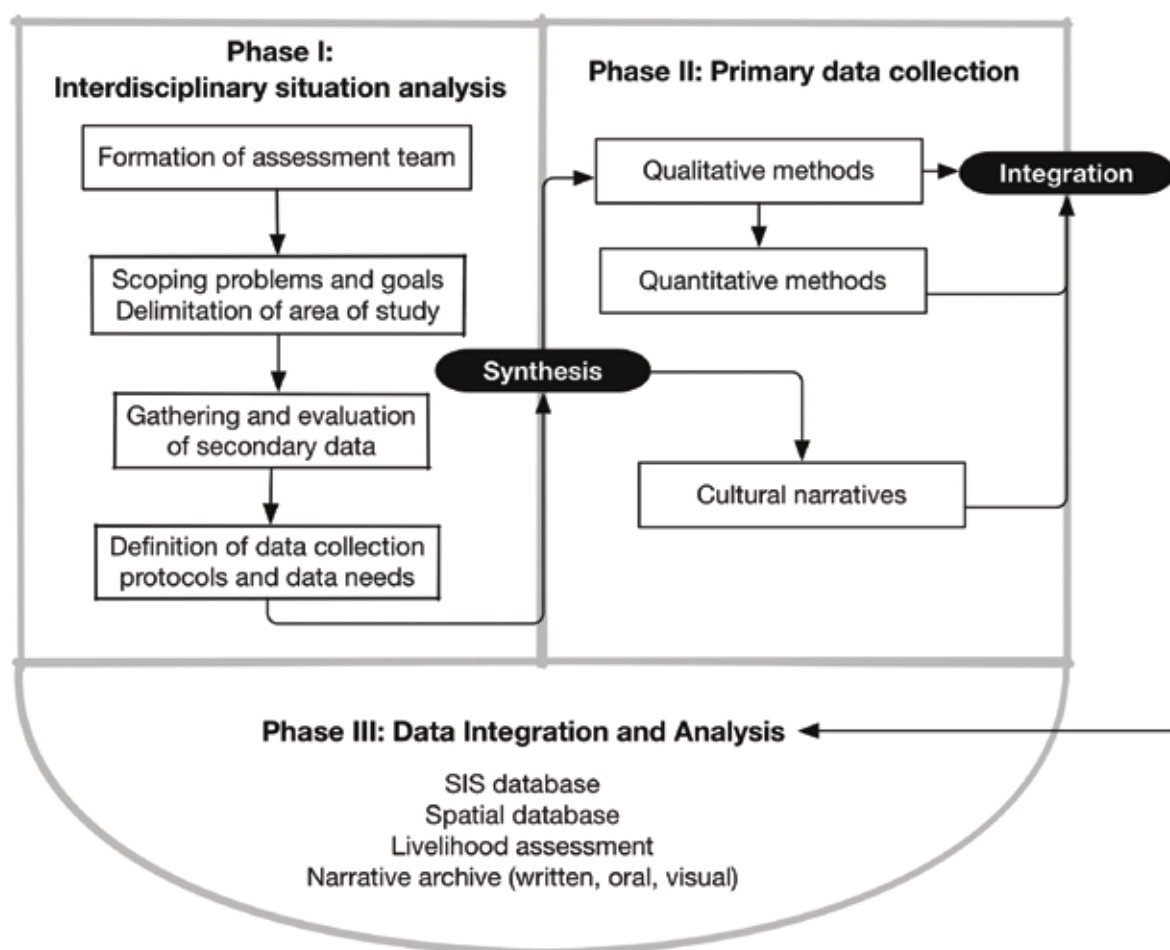 Phase I:
Interdisciplinary situation analysis
Formation of assessment team
Scoping problems and goals
Delimitation of area of study
Gathering and evaluation
of secondary data
Definition of data collection
protocols and data needs
Synthesis
Phase II: Primary data collection
Qualitative methods
Quantitative methods
Cultural narratives
Integration
Phase III: Data Integration and Analysis
SIS database
Spatial database
Livelihood assessment
Narrative archive (written, oral, visual)